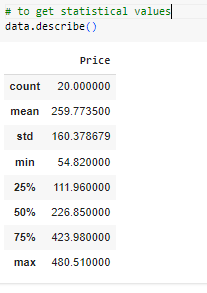 # to get statistical values
data.describe()
Price
count 20.000000
mean 259.773500
std 160.378679
min 54.820000
25% 111.960000
50% 226.850000
75% 423.980000
max 480.510000